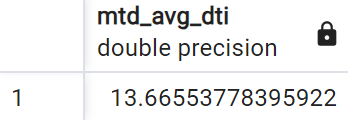 mtd_avg_dti
double precision
1
13.66553778395922